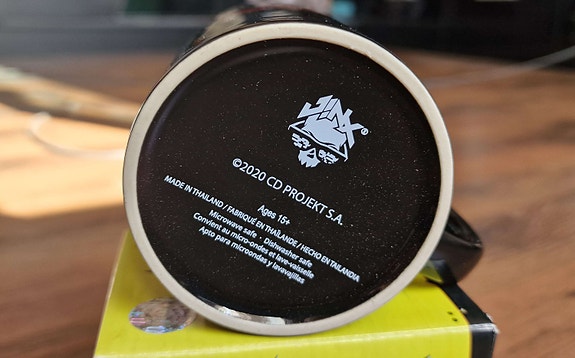 JINX®
©2020 CD PROJEKT S.A.
Ages 15+
MADE IN THAILAND / FABRIQUÉ EN THAÏLANDE / HECHO EN TAILANDIA
Microwave safe · Dishwasher safe
Convient au micro-ondes et lave-vaisselle
Apto para microondas y lavavajillas